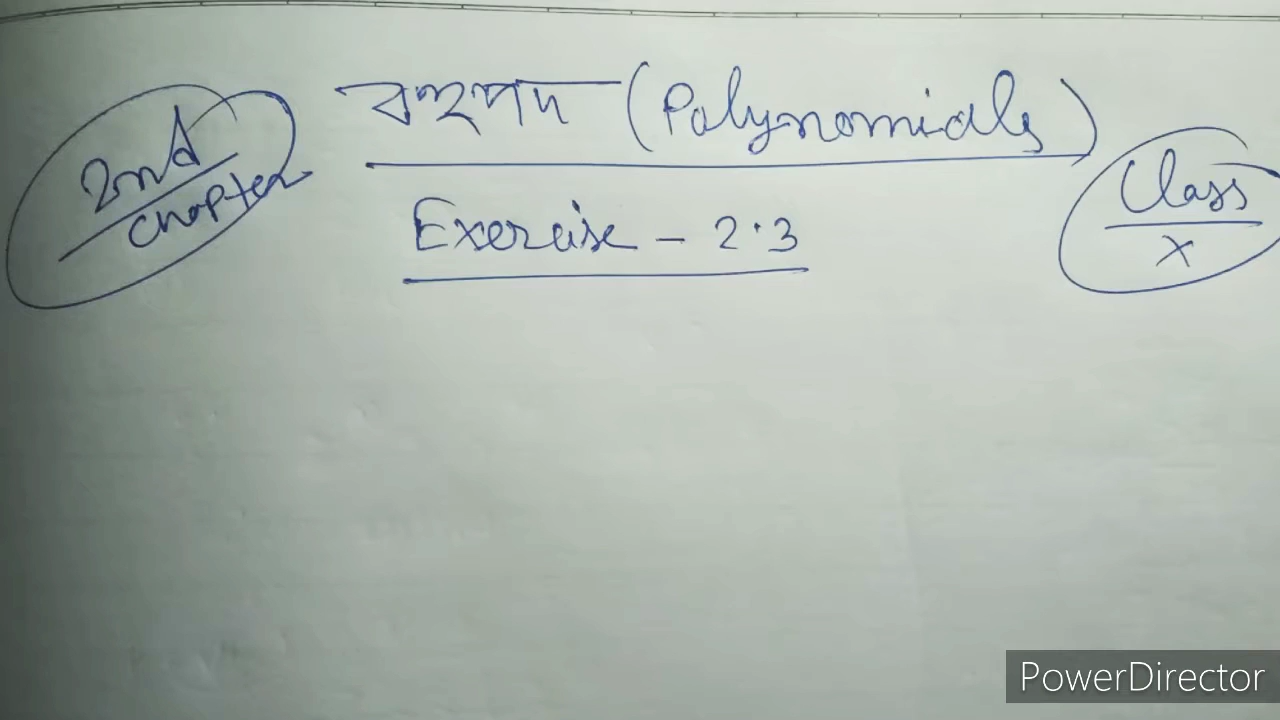 বহুপদ (Polynomials)
2nd
chapter
Exercise - 2.3
Class
X
PowerDirector